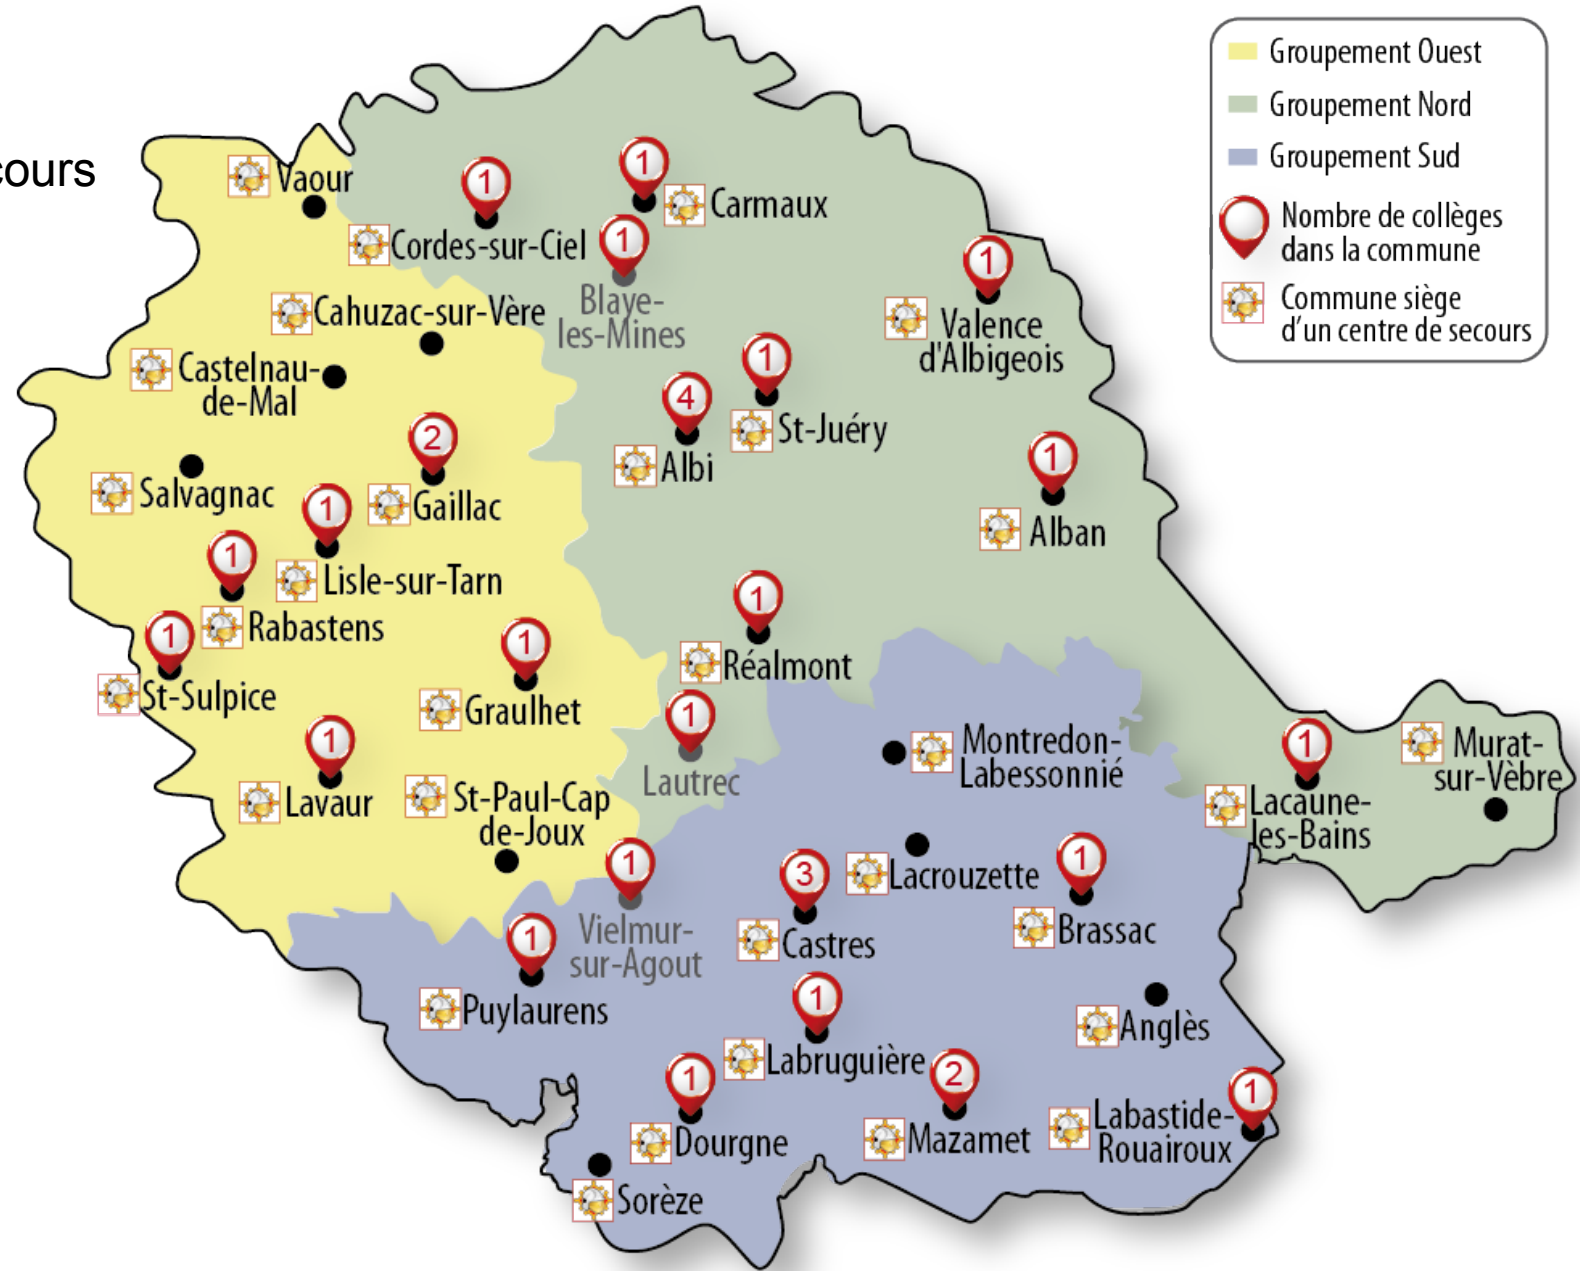 cours
Groupement Ouest
Groupement Nord
Groupement Sud
Nombre de collèges
dans la commune
Commune siège
d'un centre de secours
Vaour
1
Cordes-sur-Ciel
1
Carmaux
1
Blaye-
les-Mines
1
Valence
d'Albigeois
Cahuzac-sur-Vère
Castelnau-
de-Mal
1
St-Juéry
4
Albi
2
Gaillac
Salvagnac
1
Alban
1
Lisle-sur-Tarn
1
Rabastens
1
St-Sulpice
1
Graulhet
1
Réalmont
1
Lautrec
1
Lavaur
St-Paul-Cap
de-Joux
Montredon-
Labessonnié
1
Lacaune-
les-Bains
Murat-
sur-Vèbre
1
Vielmur-
sur-Agout
3
Castres
Lacrouzette
1
Brassac
1
Puylaurens
1
Labruguière
Anglès
1
Dourgne
2
Mazamet
1
Labastide-
Rouairoux
Sorèze